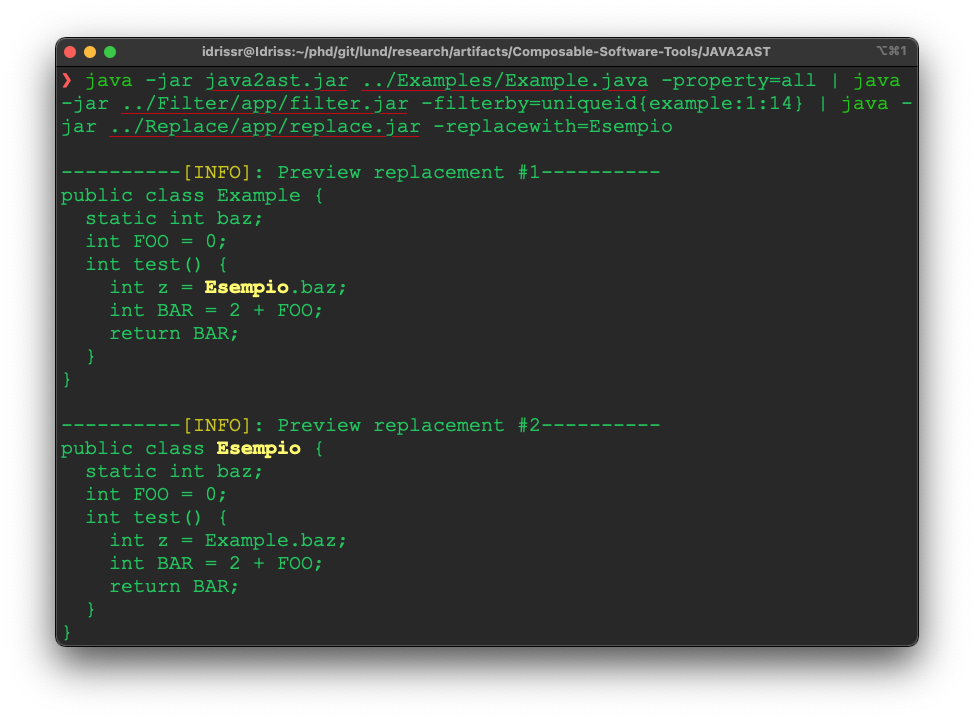 idrissr@Idriss:~/phd/git/lund/research/artifacts/Composable-Software-Tools/JAVA2AST ⌥⌘1
❯ java -jar java2ast.jar ../Examples/Example.java -property=all | java
-jar ../Filter/app/filter.jar -filterby=uniqueid{example:1:14} | java -
jar ../Replace/app/replace.jar -replacewith=Esempio
----------[INFO]: Preview replacement #1----------
public class Example {
  static int baz;
  int FOO = 0;
  int test() {
    int z = Esempio.baz;
    int BAR = 2 + FOO;
    return BAR;
  }
}
----------[INFO]: Preview replacement #2----------
public class Esempio {
  static int baz;
  int FOO = 0;
  int test() {
    int z = Example.baz;
    int BAR = 2 + FOO;
    return BAR;
  }
}